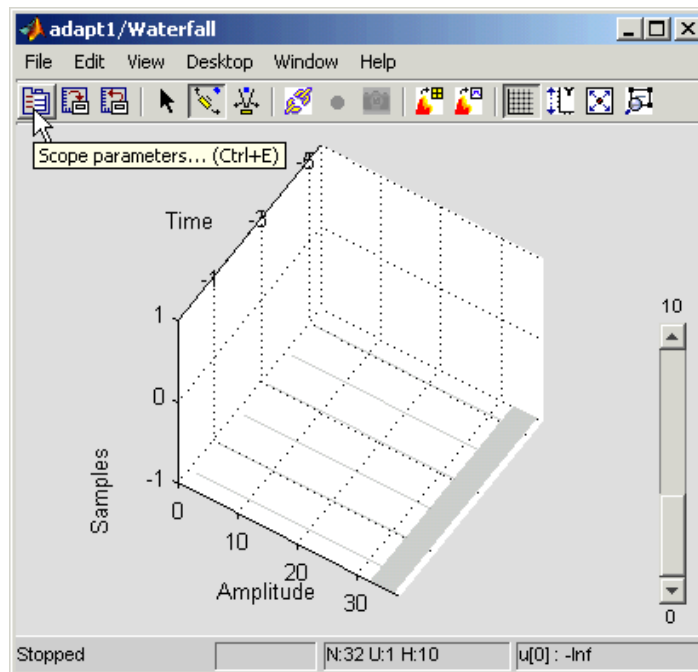 adapt1/Waterfall
File Edit View Desktop Window Help
Scope parameters... (Ctrl+E)
-5
Time -3
-1
1
0
-1
Samples
0
10
20
30
Amplitude
10
0
Stopped N:32 U:1 H:10 u[0] : -Inf